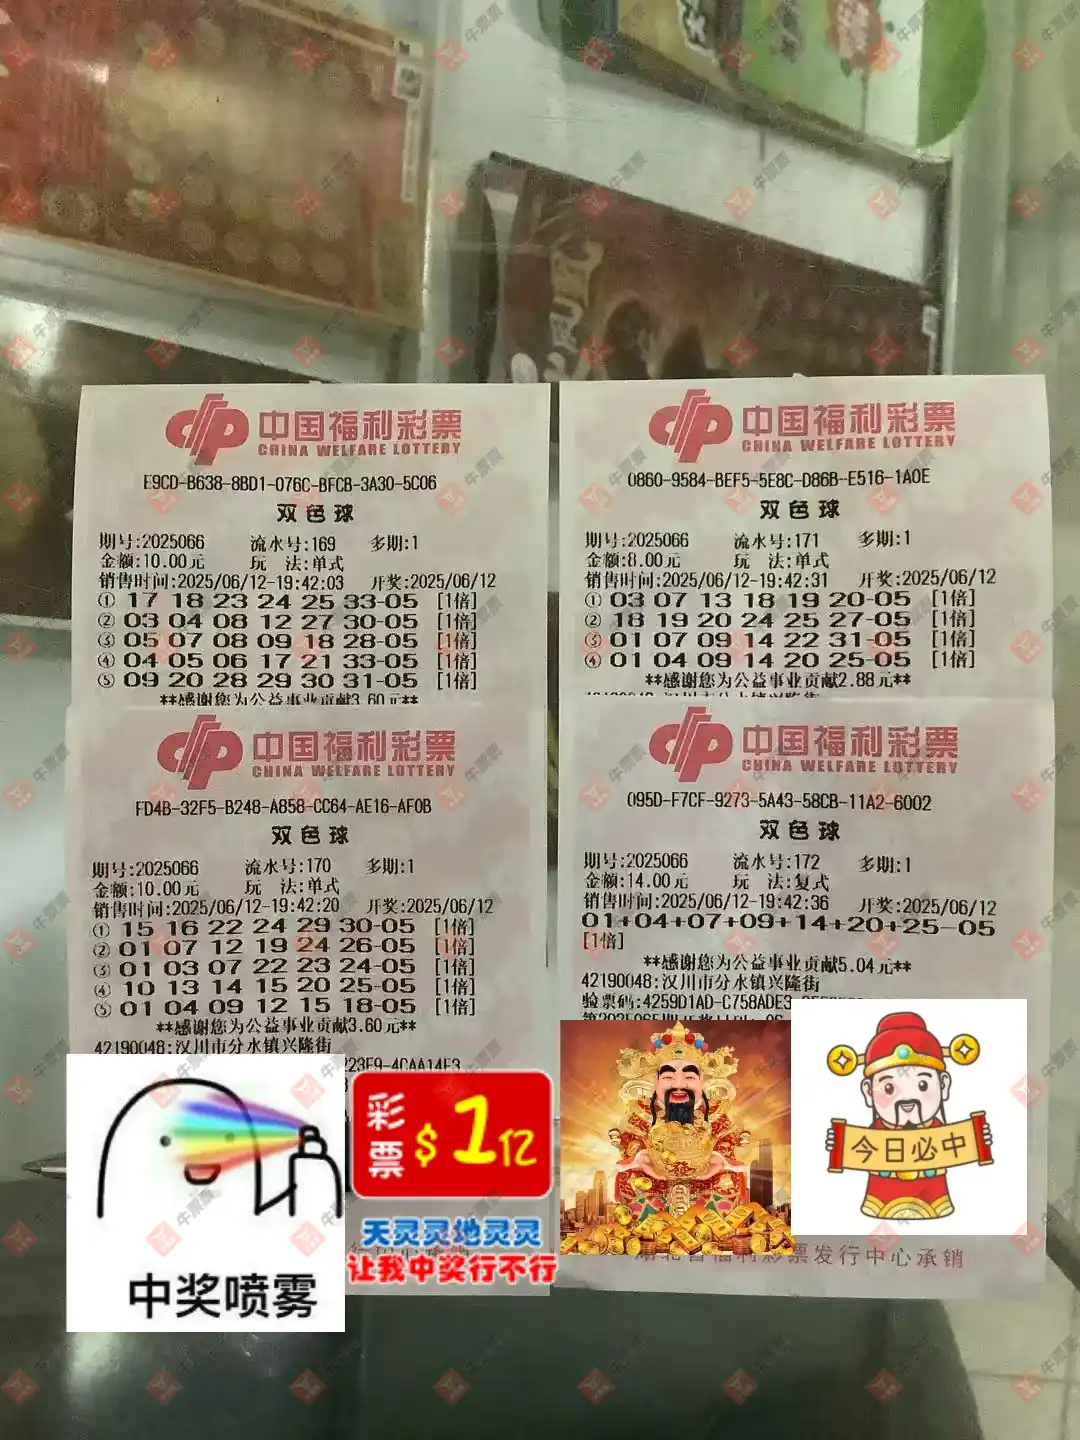 中国福利彩票
CHINA WELFARE LOTTERY
E9CD-B638-8BD1-076C-BFCB-3A30-5C06
双色球
期号:2025066 流水号:169 多期:1
金额:10.00元 玩 法:单式
销售时间:2025/06/12-19:42:03 开奖:2025/06/12
① 17 18 23 24 25 33-05 [1倍]
② 03 04 08 12 27 30-05 [1倍]
③ 05 07 08 09 18 28-05 [1倍]
④ 04 05 06 17 21 33-05 [1倍]
⑤ 09 20 28 29 30 31-05 [1倍]
**感谢您为公益事业贡献3.60元**
中国福利彩票
CHINA WELFARE LOTTERY
0860-9584-BEF5-5E8C-D86B-E516-1A0E
双色球
期号:2025066 流水号:171 多期:1
金额:8.00元 玩 法:单式
销售时间:2025/06/12-19:42:31 开奖:2025/06/12
① 03 07 13 18 19 20-05 [1倍]
② 18 19 20 24 25 27-05 [1倍]
③ 01 07 09 14 22 31-05 [1倍]
④ 01 04 09 14 20 25-05 [1倍]
**感谢您为公益事业贡献2.88元**
中国福利彩票
CHINA WELFARE LOTTERY
FD4B-32F5-B248-A858-CC64-AE16-AF0B
双色球
期号:2025066 流水号:170 多期:1
金额:10.00元 玩 法:单式
销售时间:2025/06/12-19:42:20 开奖:2025/06/12
① 15 16 22 24 29 30-05 [1倍]
② 01 07 12 19 24 26-05 [1倍]
③ 01 03 07 22 23 24-05 [1倍]
④ 10 13 14 15 20 25-05 [1倍]
⑤ 01 04 09 12 15 18-05 [1倍]
**感谢您为公益事业贡献3.60元**
42190048:汉川市分水镇兴隆街
中国福利彩票
CHINA WELFARE LOTTERY
095D-F7CF-9273-5A43-58CB-11A2-6002
双色球
期号:2025066 流水号:172 多期:1
金额:14.00元 玩 法:复式
销售时间:2025/06/12-19:42:36 开奖:2025/06/12
01+04+07+09+14+20+25-05
[1倍]
**感谢您为公益事业贡献5.04元**
42190048:汉川市分水镇兴隆街
验票码:4259D1AD-C758ADE3
福利彩票发行中心承销
中奖喷雾
彩票 $1亿
天灵灵地灵灵
让我中奖行不行
今日必中
牛票票